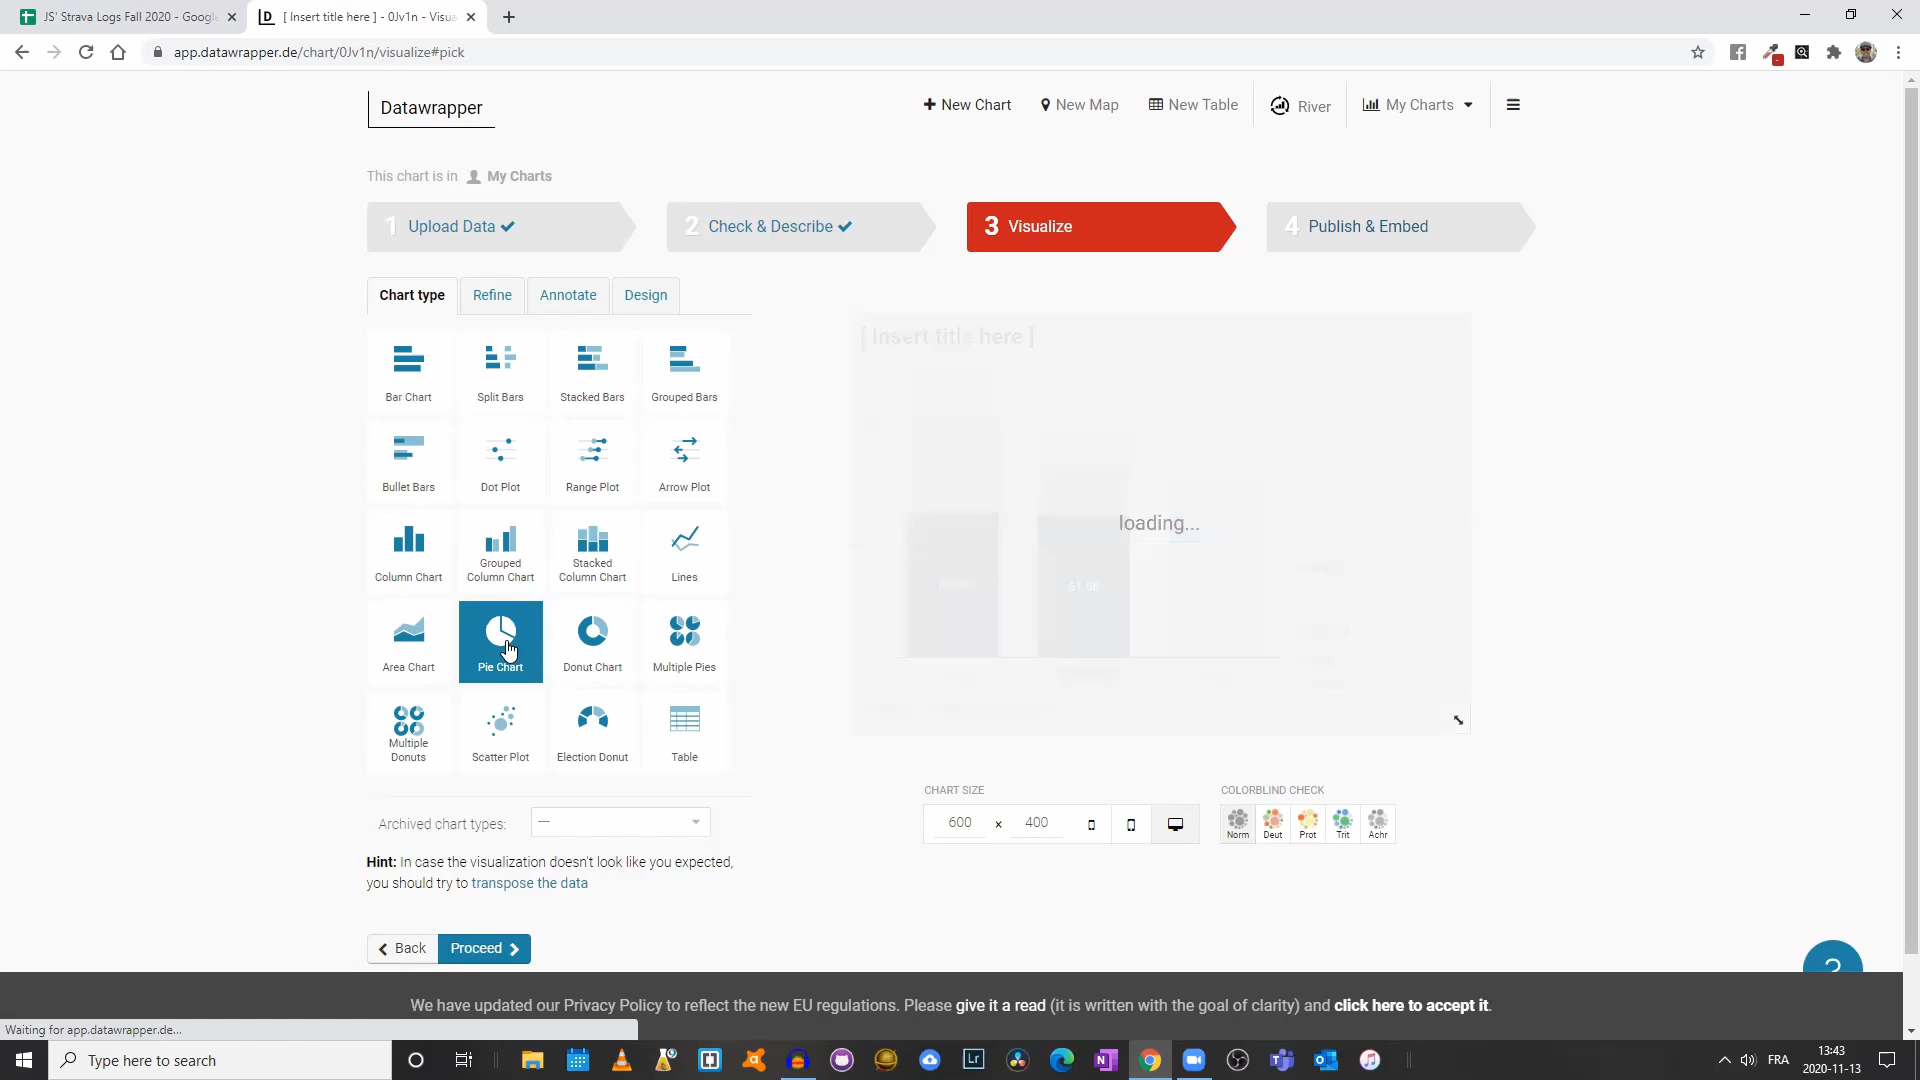 JS' Strava Logs Fall 2020 - Google
[ Insert title here ] - 0Jv1n - Visua
app.datawrapper.de/chart/0Jv1n/visualize#pick
Datawrapper
New Chart
New Map
New Table
River
My Charts
This chart is in My Charts
1 Upload Data
2 Check & Describe
3 Visualize
4 Publish & Embed
Chart type
Refine
Annotate
Design
[ Insert title here ]
Bar Chart
Split Bars
Stacked Bars
Grouped Bars
Bullet Bars
Dot Plot
Range Plot
Arrow Plot
loading...
Column Chart
Grouped Column Chart
Stacked Column Chart
Lines
Area Chart
Pie Chart
Donut Chart
Multiple Pies
Multiple Donuts
Scatter Plot
Election Donut
Table
CHART SIZE
COLORBLIND CHECK
600 × 400
Norm
Deut
Prot
Trit
Achr
Archived chart types: ---
Hint: In case the visualization doesn't look like you expected,
you should try to transpose the data
Back
Proceed
?
We have updated our Privacy Policy to reflect the new EU regulations. Please give it a read (it is written with the goal of clarity) and click here to accept it.
Waiting for app.datawrapper.de...
Type here to search
Lr
FRA
13:43
2020-11-13